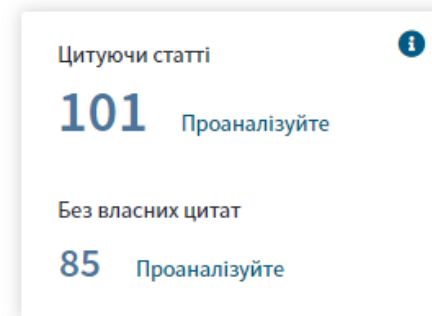 Цитуючи статті
101 Проаналізуйте
Без власних цитат
85 Проаналізуйте